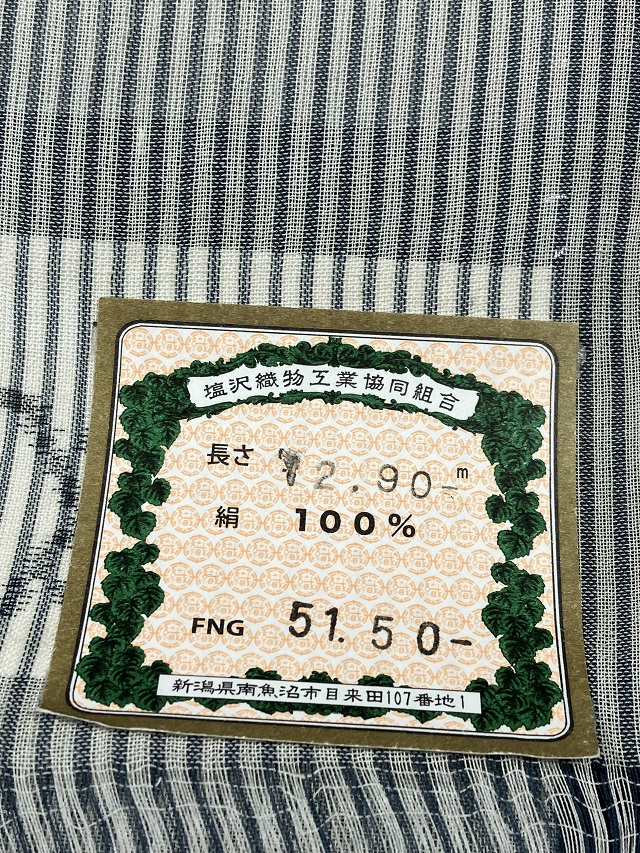 塩沢織物工業協同組合
長さ 12.90- m
絹 100%
FNG 51.50-
新潟県南魚沼市目来田107番地1